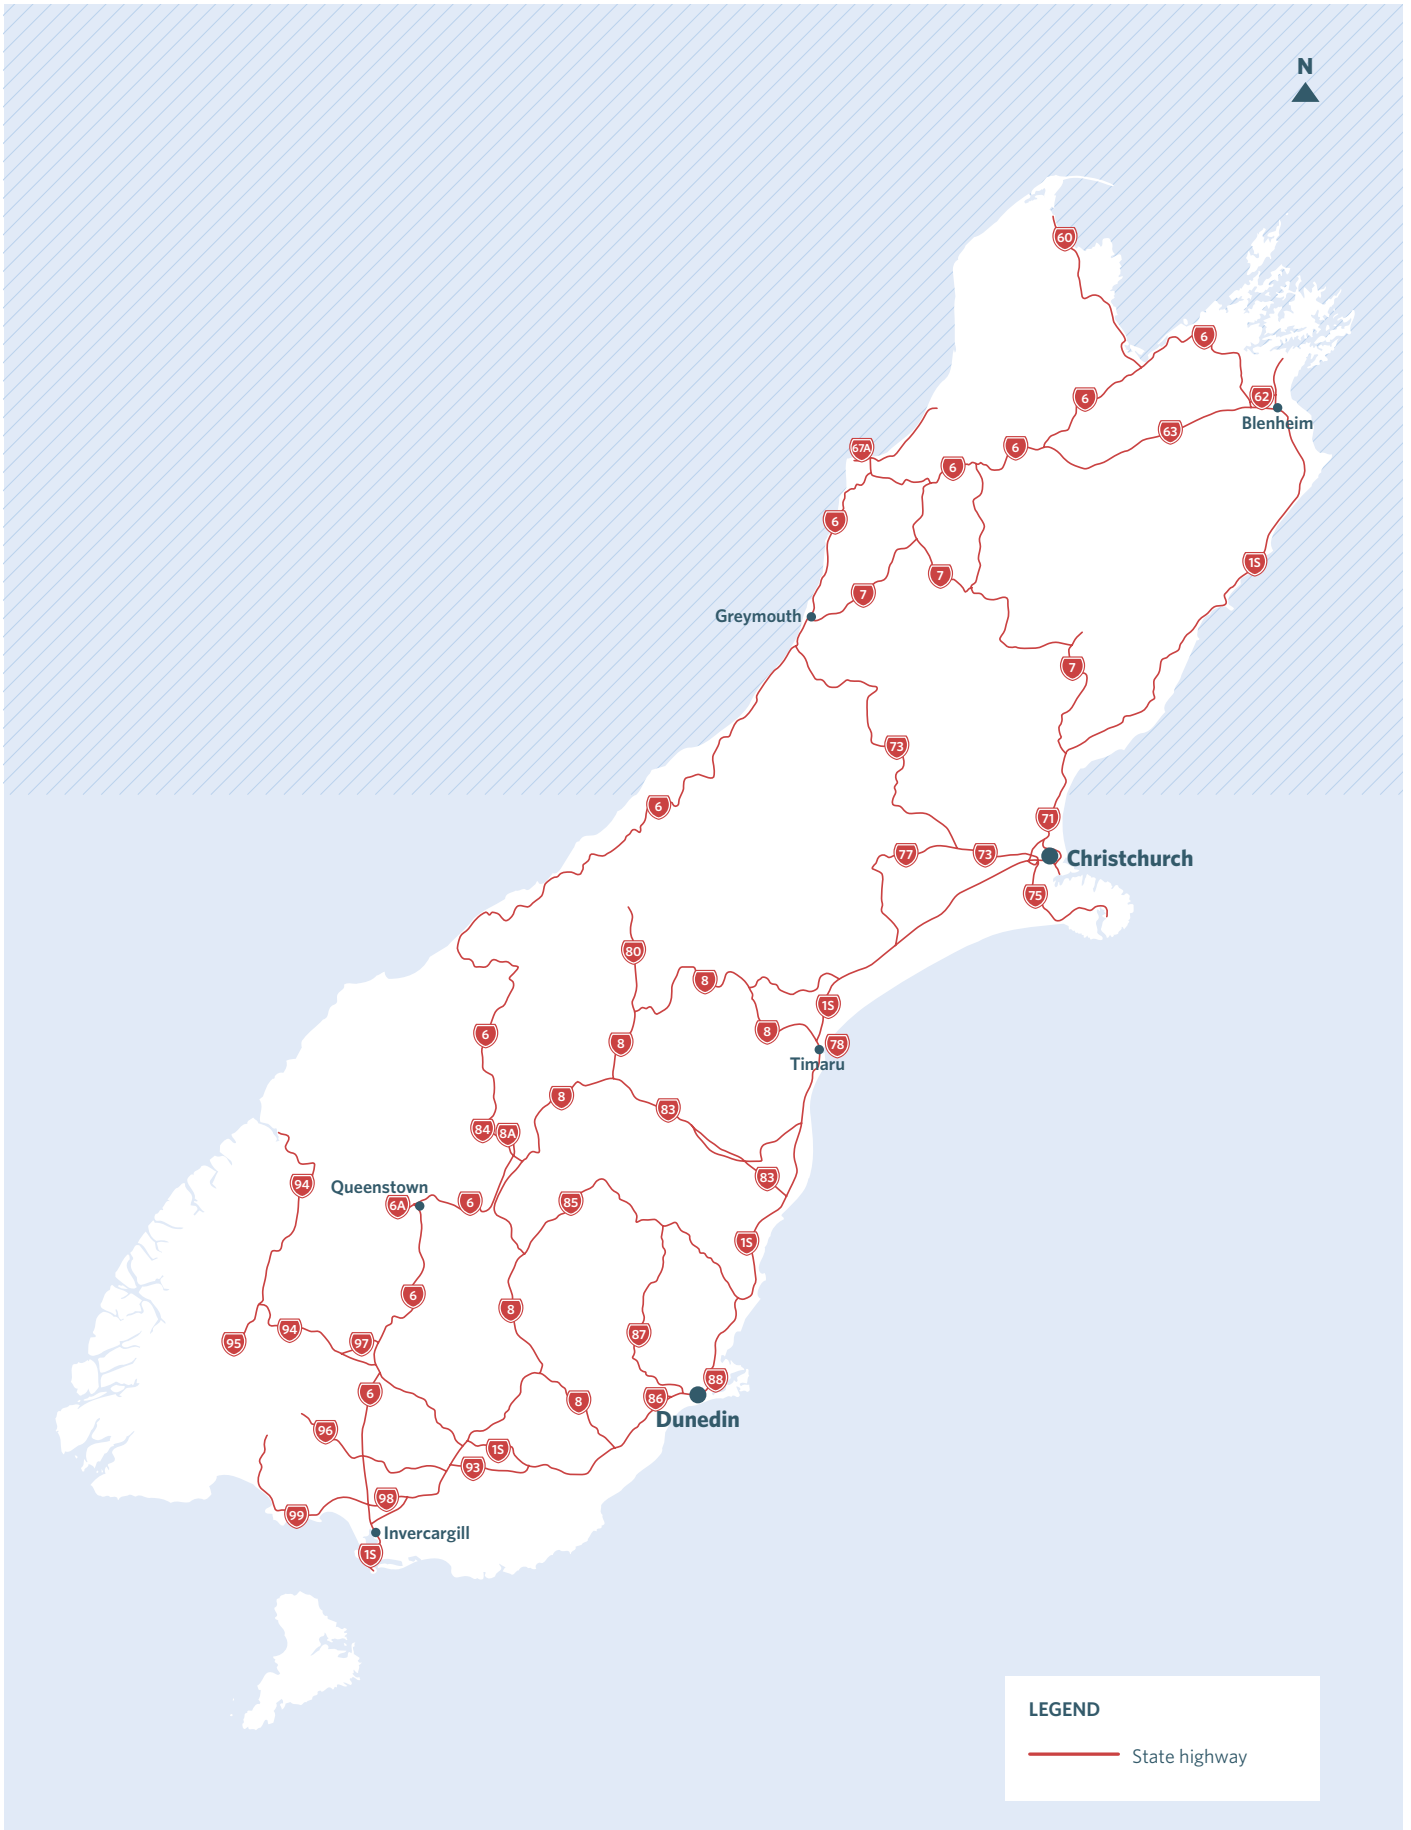 N
60
6
6
62
Blenheim
63
67A
6
6
6
1S
7
7
Greymouth
7
73
6
71
77
73
Christchurch
75
80
8
1S
6
8
8
78
Timaru
8
83
84
8A
83
94
Queenstown
6A
6
85
1S
6
8
94
97
95
87
88
6
86
8
Dunedin
96
1S
93
98
99
Invercargill
1S
LEGEND
State highway